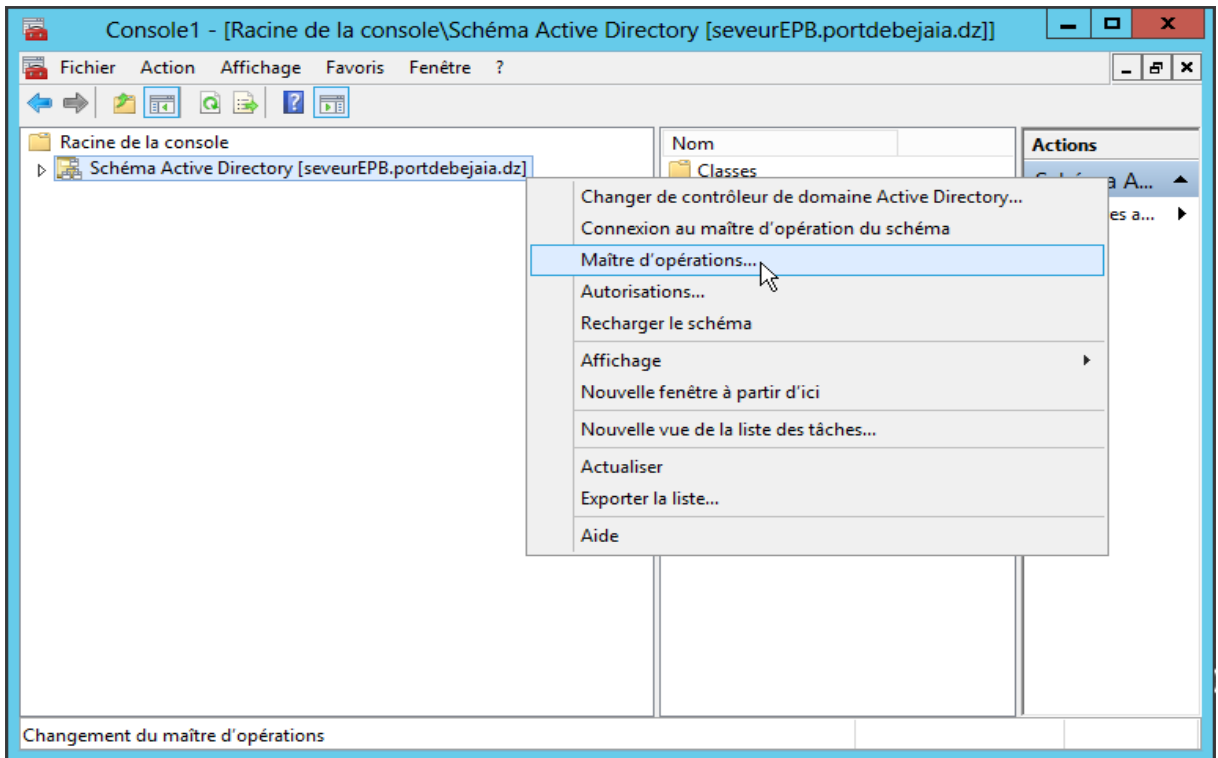 Console1 - [Racine de la console\Schéma Active Directory [seveurEPB.portdebejaia.dz]]
Fichier Action Affichage Favoris Fenêtre ?
Racine de la console
Schéma Active Directory [seveurEPB.portdebejaia.dz]
Nom
Classes
Actions
a A...
es a...
Changer de contrôleur de domaine Active Directory...
Connexion au maître d'opération du schéma
Maître d'opérations...
Autorisations...
Recharger le schéma
Affichage
Nouvelle fenêtre à partir d'ici
Nouvelle vue de la liste des tâches...
Actualiser
Exporter la liste...
Aide
Changement du maître d'opérations